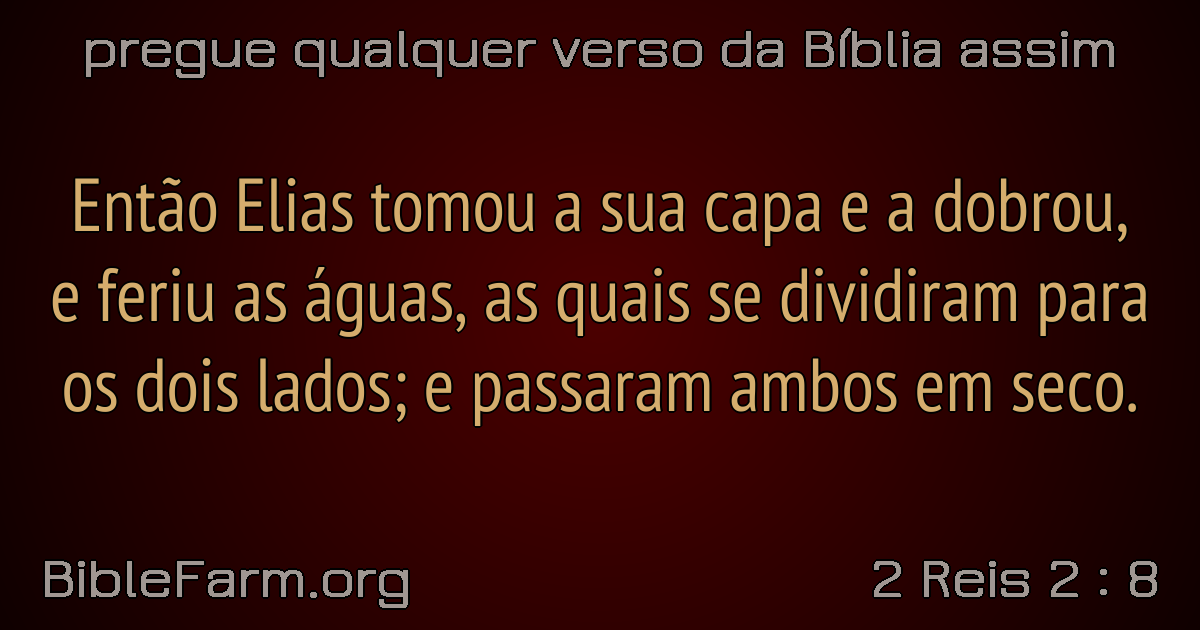 pregue qualquer verso da Bíblia assim
Então Elias tomou a sua capa e a dobrou,
e feriu as águas, as quais se dividiram para
os dois lados; e passaram ambos em seco.
BibleFarm.org
2 Reis 2 : 8